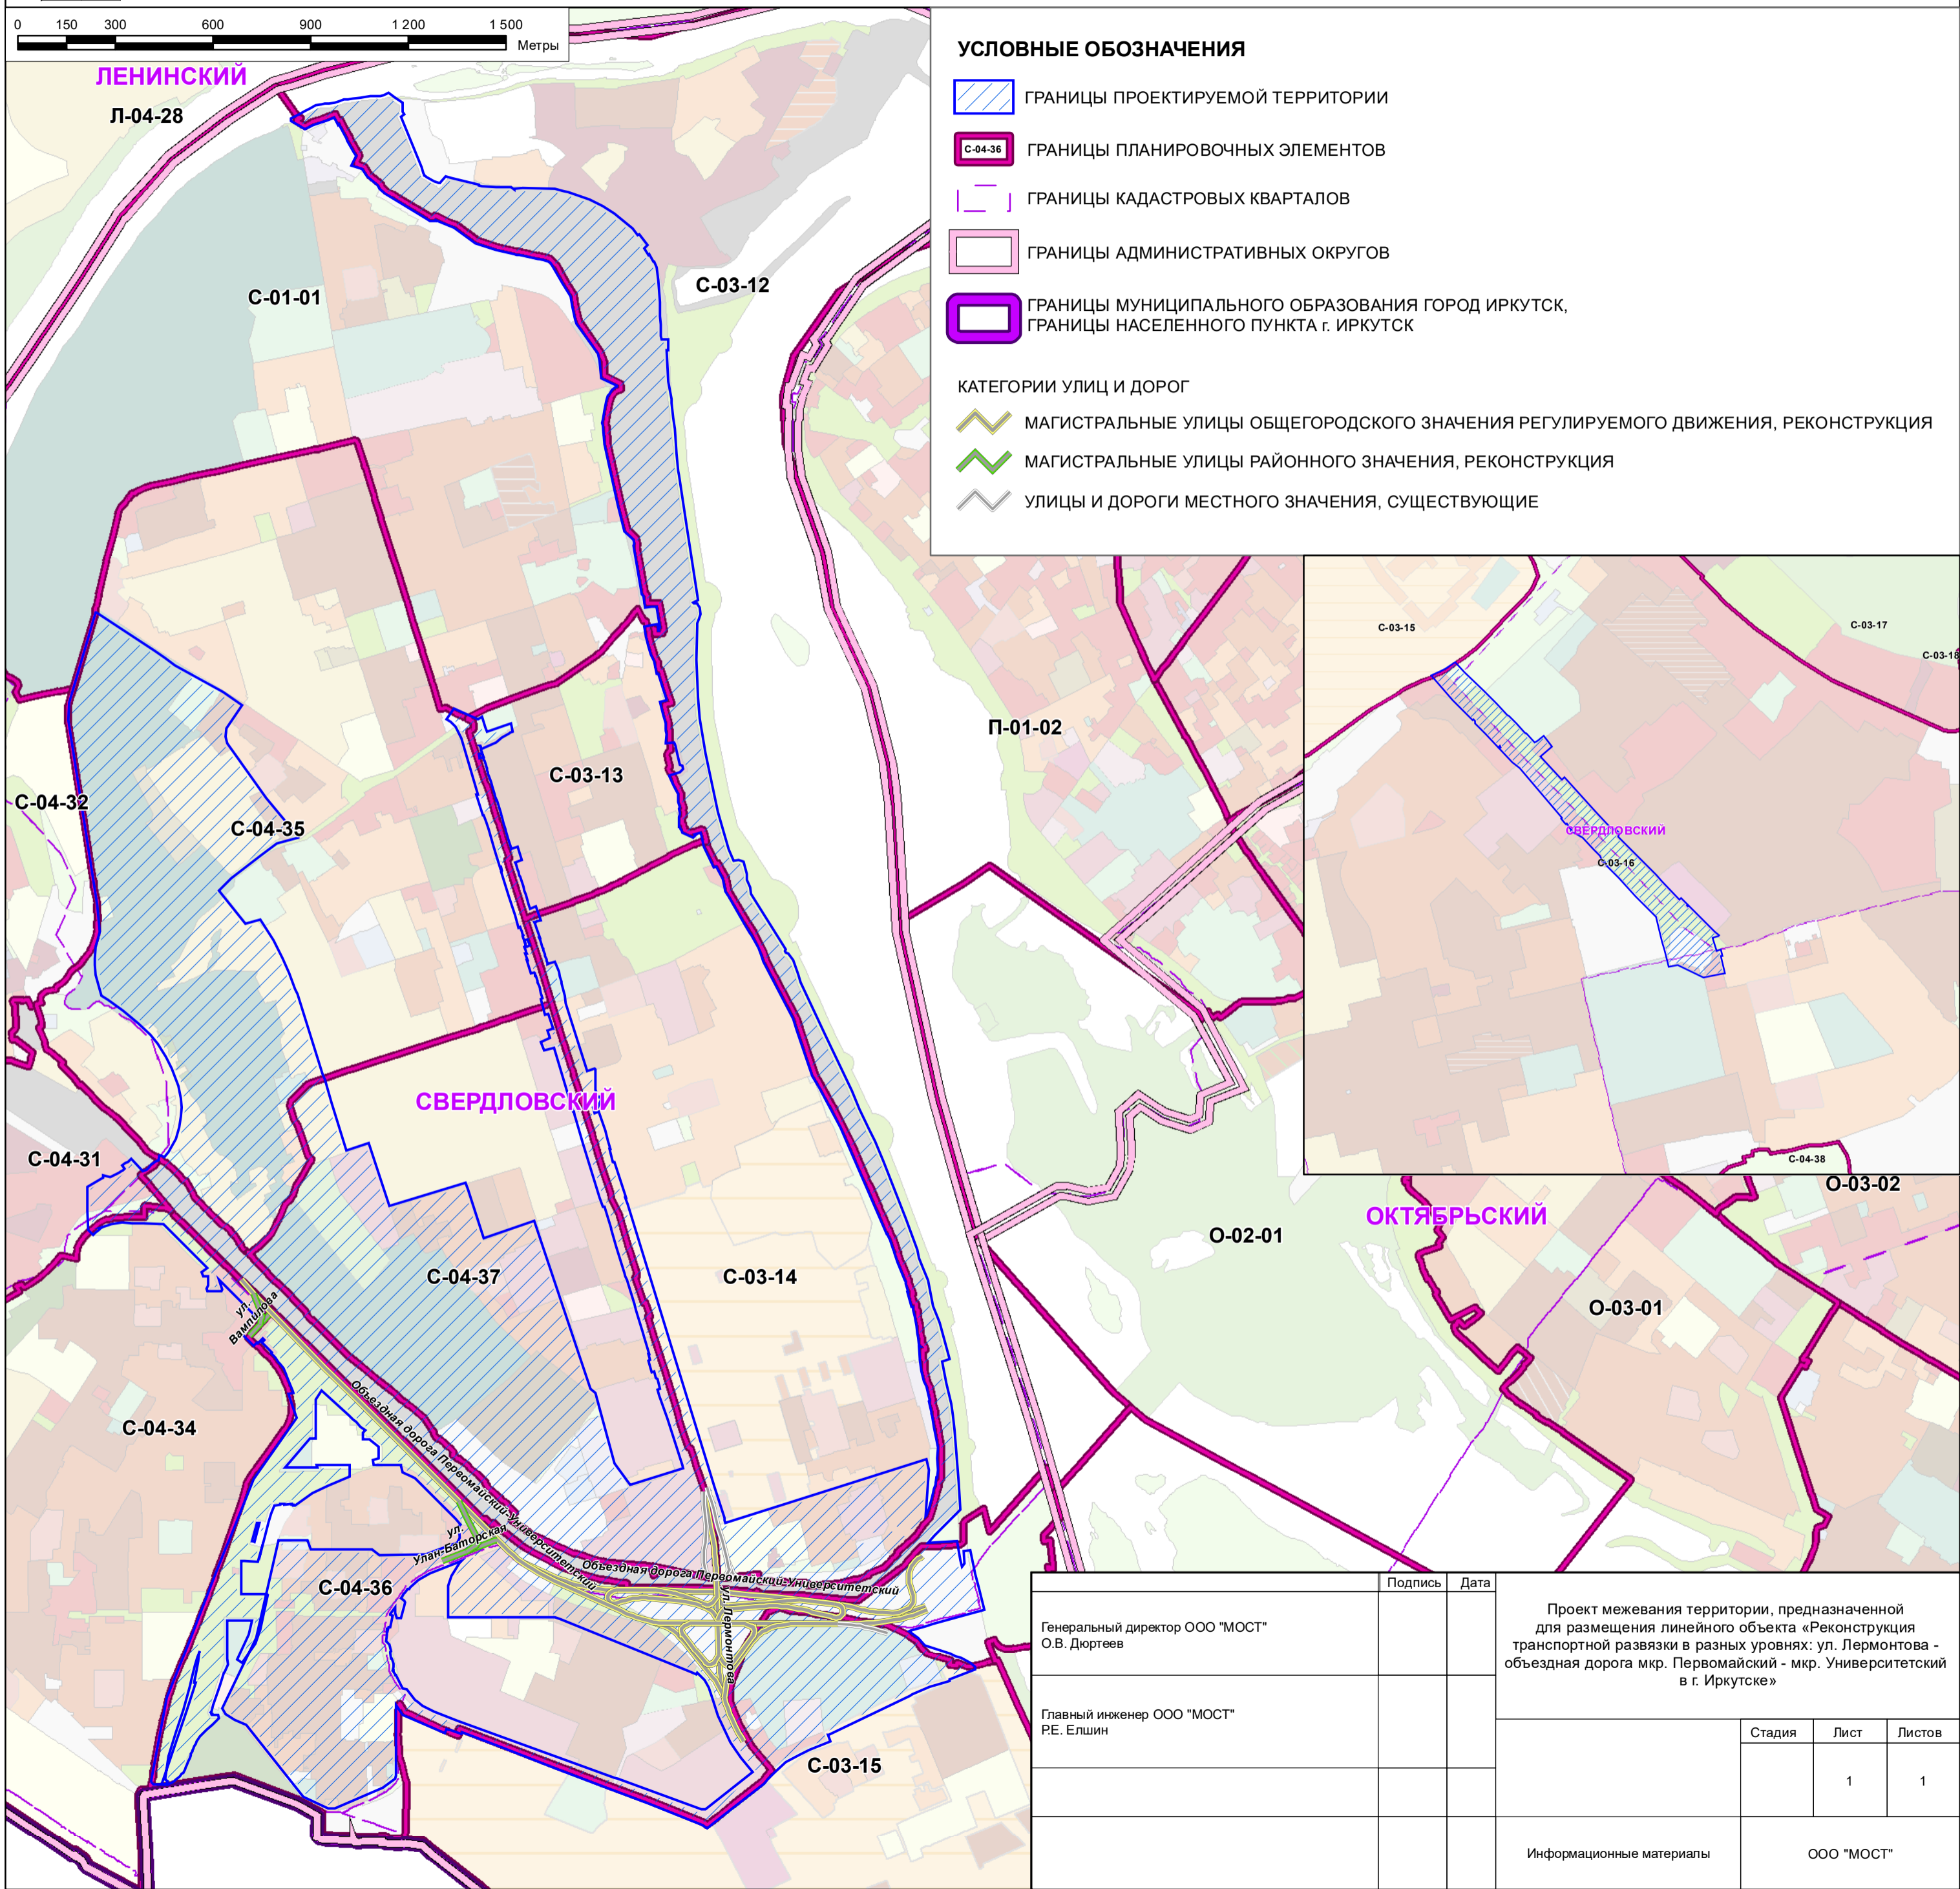 0 150 300 600 900 1 200 1 500
Метры
ЛЕНИНСКИЙ
Л-04-28
С-01-01
С-03-12
УСЛОВНЫЕ ОБОЗНАЧЕНИЯ
ГРАНИЦЫ ПРОЕКТИРУЕМОЙ ТЕРРИТОРИИ
С-04-36
ГРАНИЦЫ ПЛАНИРОВОЧНЫХ ЭЛЕМЕНТОВ
ГРАНИЦЫ КАДАСТРОВЫХ КВАРТАЛОВ
ГРАНИЦЫ АДМИНИСТРАТИВНЫХ ОКРУГОВ
ГРАНИЦЫ МУНИЦИПАЛЬНОГО ОБРАЗОВАНИЯ ГОРОД ИРКУТСК,
ГРАНИЦЫ НАСЕЛЕННОГО ПУНКТА г. ИРКУТСК
КАТЕГОРИИ УЛИЦ И ДОРОГ
МАГИСТРАЛЬНЫЕ УЛИЦЫ ОБЩЕГОРОДСКОГО ЗНАЧЕНИЯ РЕГУЛИРУЕМОГО ДВИЖЕНИЯ, РЕКОНСТРУКЦИЯ
МАГИСТРАЛЬНЫЕ УЛИЦЫ РАЙОННОГО ЗНАЧЕНИЯ, РЕКОНСТРУКЦИЯ
УЛИЦЫ И ДОРОГИ МЕСТНОГО ЗНАЧЕНИЯ, СУЩЕСТВУЮЩИЕ
С-03-15
С-03-17
С-03-18
СВЕРДЛОВСКИЙ
С-03-16
С-04-38
П-01-02
С-03-13
С-04-32
С-04-35
СВЕРДЛОВСКИЙ
С-04-31
С-04-37
С-03-14
О-02-01
ОКТЯБРЬСКИЙ
О-03-02
О-03-01
ул.
Вампилова
С-04-34
Объездная дорога Первомайский-Университетский
ул.
Улан-Баторская
Объездная дорога Первомайский-Университетский
С-04-36
ул. Лермонтова
С-03-15
Подпись Дата
Генеральный директор ООО "МОСТ"
О.В. Дюртеев
Главный инженер ООО "МОСТ"
Р.Е. Елшин
Проект межевания территории, предназначенной
для размещения линейного объекта «Реконструкция
транспортной развязки в разных уровнях: ул. Лермонтова -
объездная дорога мкр. Первомайский - мкр. Университетский
в г. Иркутске»
Стадия Лист Листов
1 1
Информационные материалы
ООО "МОСТ"